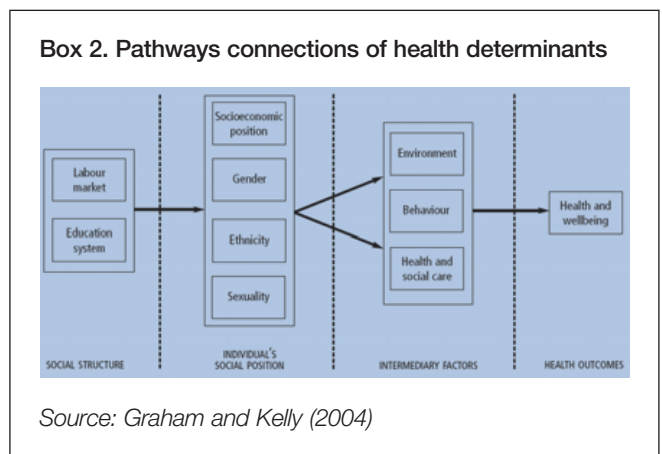 Box 2. Pathways connections of health determinants
Labour
market
Education
system
SOCIAL STRUCTURE
Socioeconomic
position
Gender
Ethnicity
Sexuality
INDIVIDUAL'S
SOCIAL POSITION
Environment
Behaviour
Health and
social care
INTERMEDIARY FACTORS
Health and
wellbeing
HEALTH OUTCOMES
Source: Graham and Kelly (2004)